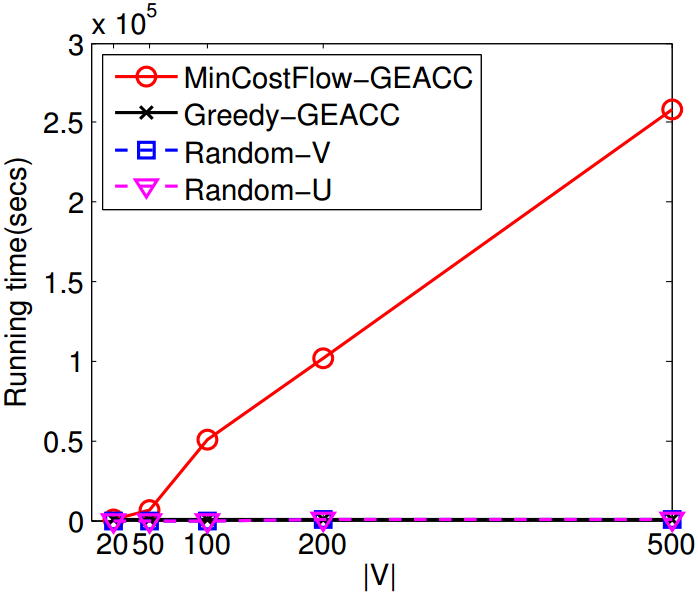 x 10^5
3
2.5
2
1.5
1
0.5
0
Running time(secs)
MinCostFlow−GEACC
Greedy−GEACC
Random−V
Random−U
20 50 100 200 500
|V|